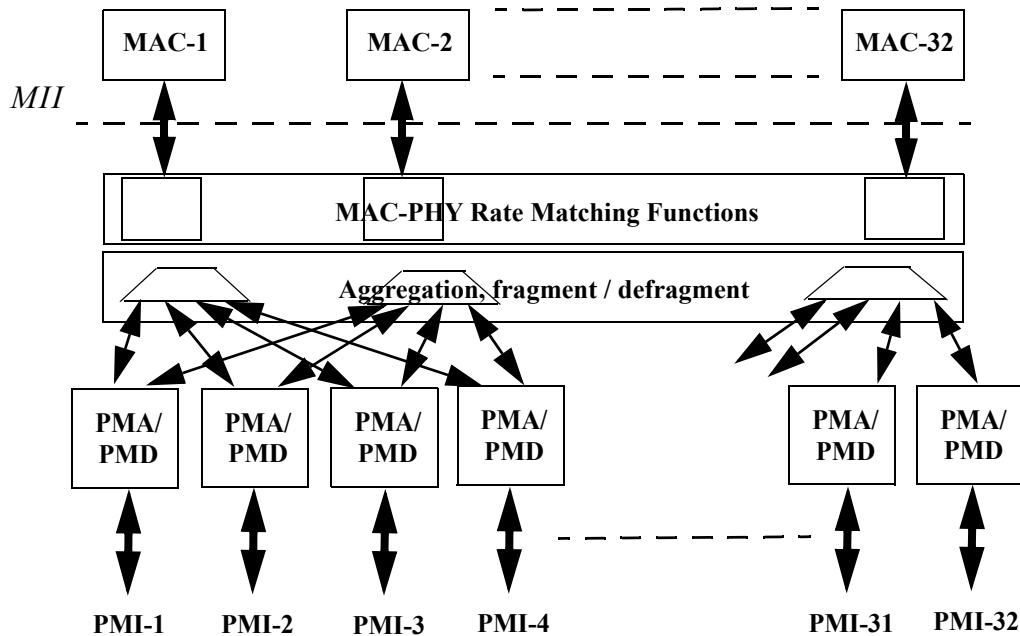 MAC-1 MAC-2 MAC-32
MII
MAC-PHY Rate Matching Functions
Aggregation, fragment / defragment
PMA/ PMA/ PMA/ PMA/ PMA/ PMA/
PMD PMD PMD PMD PMD PMD
PMI-1 PMI-2 PMI-3 PMI-4 PMI-31 PMI-32